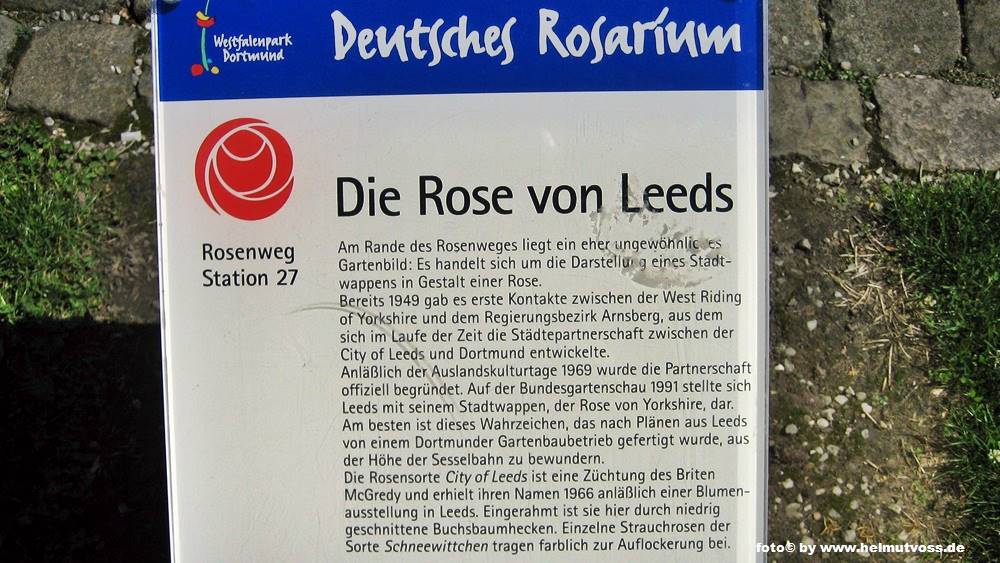 Westfalenpark
Dortmund
Deutsches Rosarium
Rosenweg
Station 27
Die Rose von Leeds
Am Rande des Rosenweges liegt ein eher ungewöhnliches
Gartenbild: Es handelt sich um die Darstellung eines Stadt-
wappens in Gestalt einer Rose.
Bereits 1949 gab es erste Kontakte zwischen der West Riding
of Yorkshire und dem Regierungsbezirk Arnsberg, aus dem
sich im Laufe der Zeit die Städtepartnerschaft zwischen der
City of Leeds und Dortmund entwickelte.
Anläßlich der Auslandskulturtage 1969 wurde die Partnerschaft
offiziell begründet. Auf der Bundesgartenschau 1991 stellte sich
Leeds mit seinem Stadtwappen, der Rose von Yorkshire, dar.
Am besten ist dieses Wahrzeichen, das nach Plänen aus Leeds
von einem Dortmunder Gartenbaubetrieb gefertigt wurde, aus
der Höhe der Sesselbahn zu bewundern.
Die Rosensorte City of Leeds ist eine Züchtung des Briten
McGredy und erhielt ihren Namen 1966 anläßlich einer Blumen-
ausstellung in Leeds. Eingerahmt ist sie hier durch niedrig
geschnittene Buchsbaumhecken. Einzelne Strauchrosen der
Sorte Schneewittchen tragen farblich zur Auflockerung bei.
foto© by www.helmutvoss.de